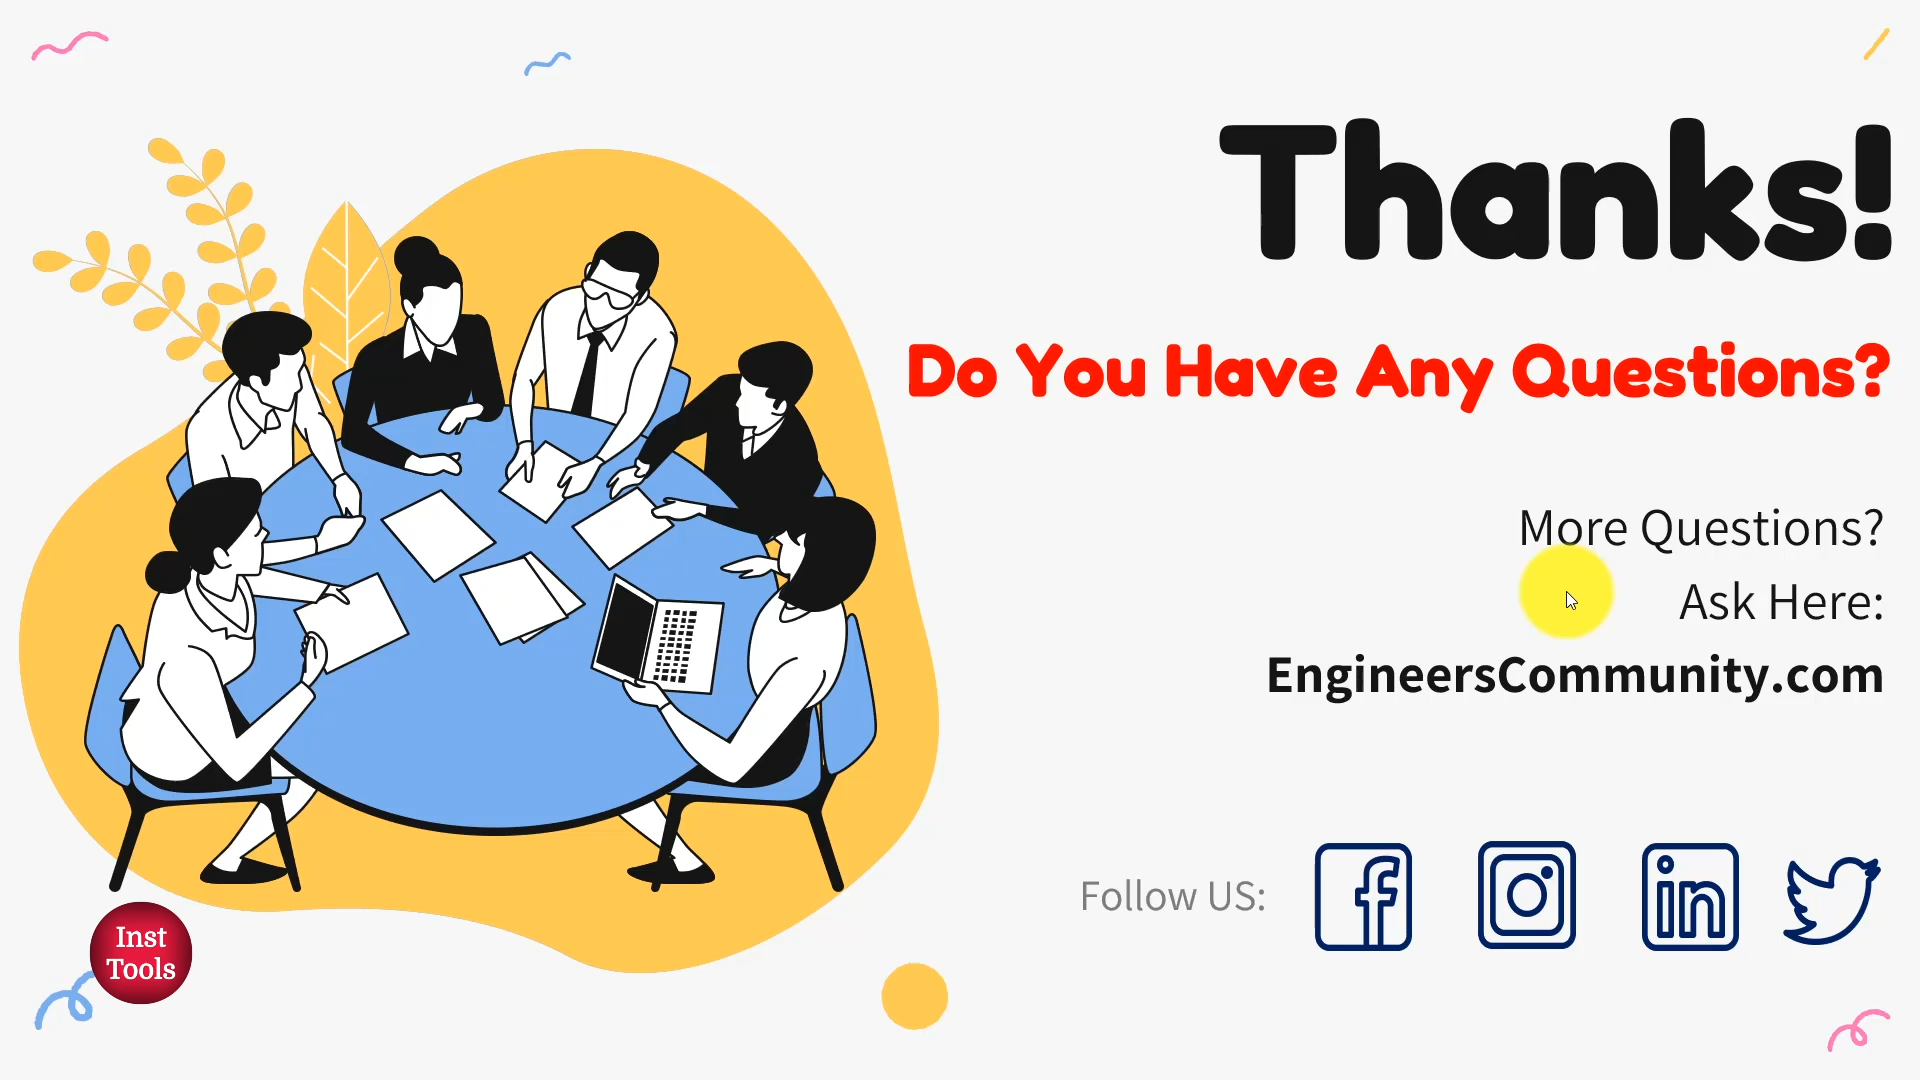 Thanks!
Do You Have Any Questions?
More Questions?
Ask Here:
EngineersCommunity.com
Follow US:
Inst
Tools